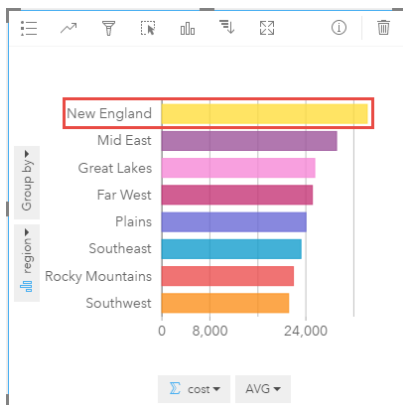 New England
Mid East
Great Lakes
Far West
Plains
Southeast
Rocky Mountains
Southwest
0 8,000 24,000
Group by
region
Σ cost
AVG